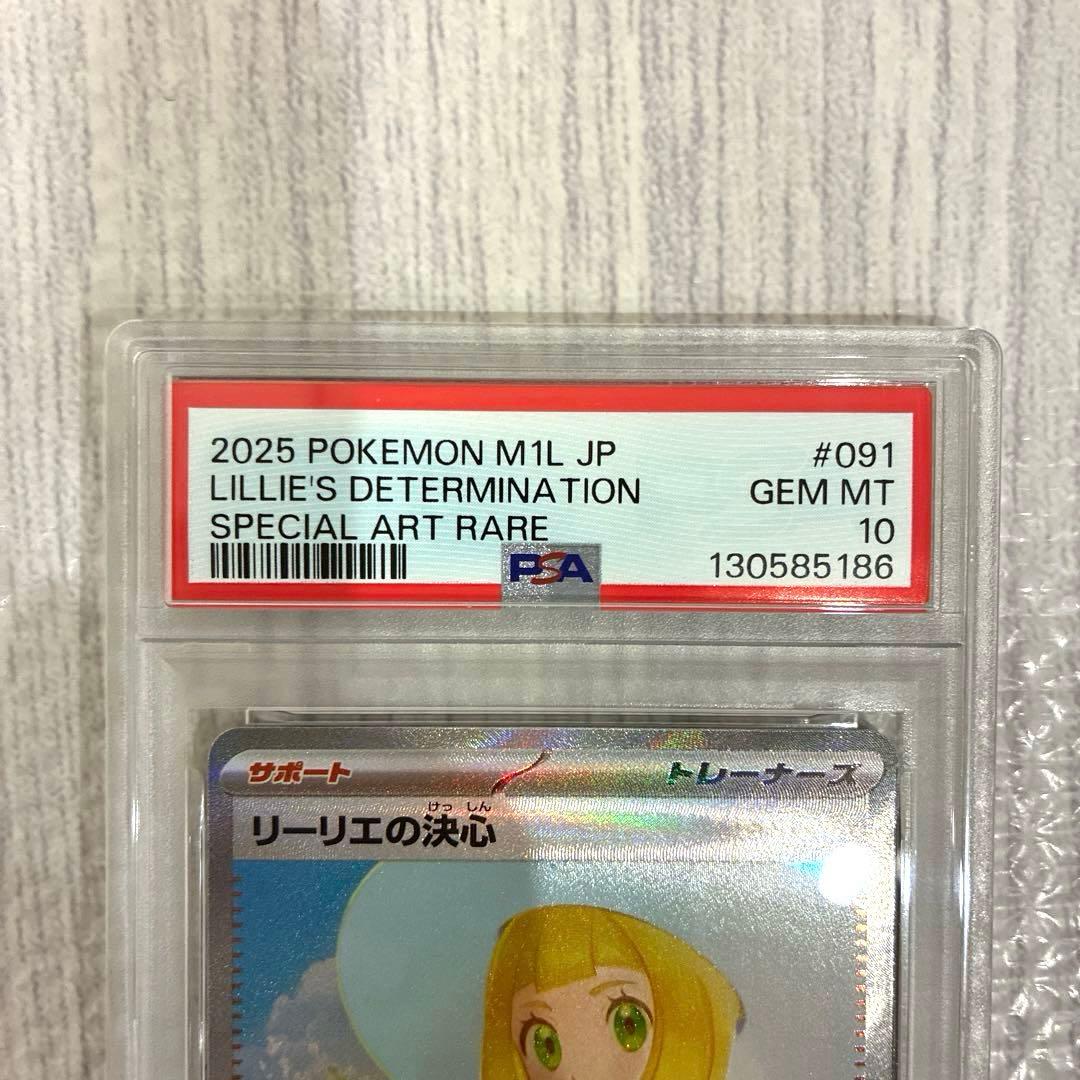 2025 POKEMON M1L JP #091
LILLIE'S DETERMINATION GEM MT
SPECIAL ART RARE 10
PSA 130585186
サポート トレーナーズ
けっ しん
リーリエの決心